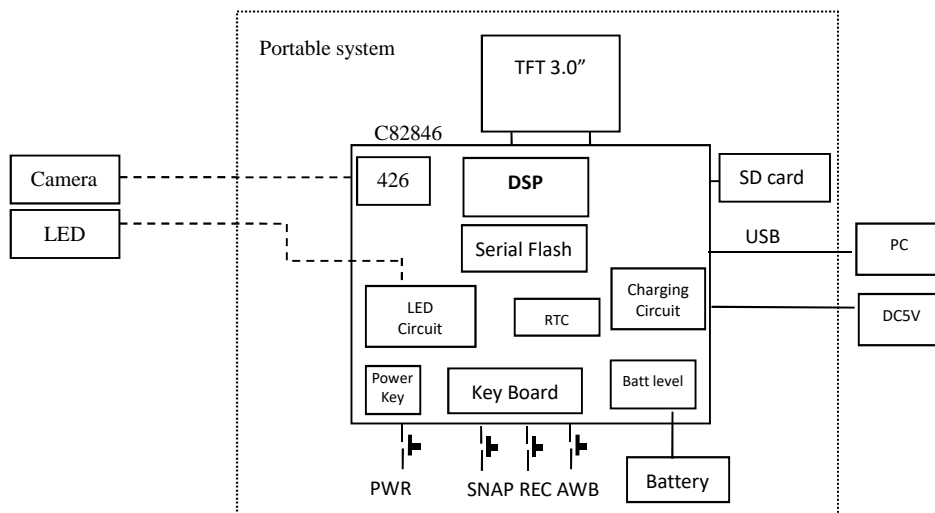 Portable system
TFT 3.0”
C82846
Camera
426
DSP
SD card
LED
Serial Flash
USB
PC
LED
Circuit
RTC
Charging
Circuit
DC5V
Power
Key
Key Board
Batt level
PWR
SNAP REC AWB
Battery